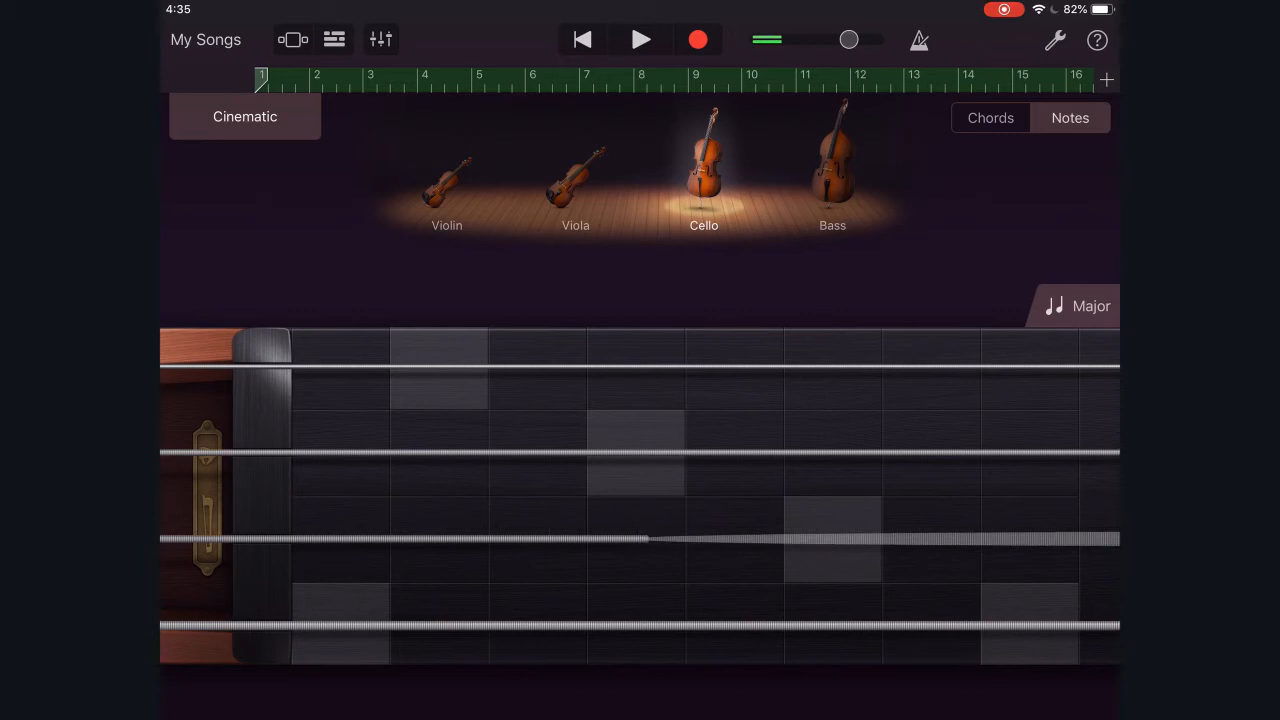 4:35
82%
My Songs
1 2 3 4 5 6 7 8 9 10 11 12 13 14 15 16
Cinematic
Chords Notes
Violin Viola Cello Bass
Major